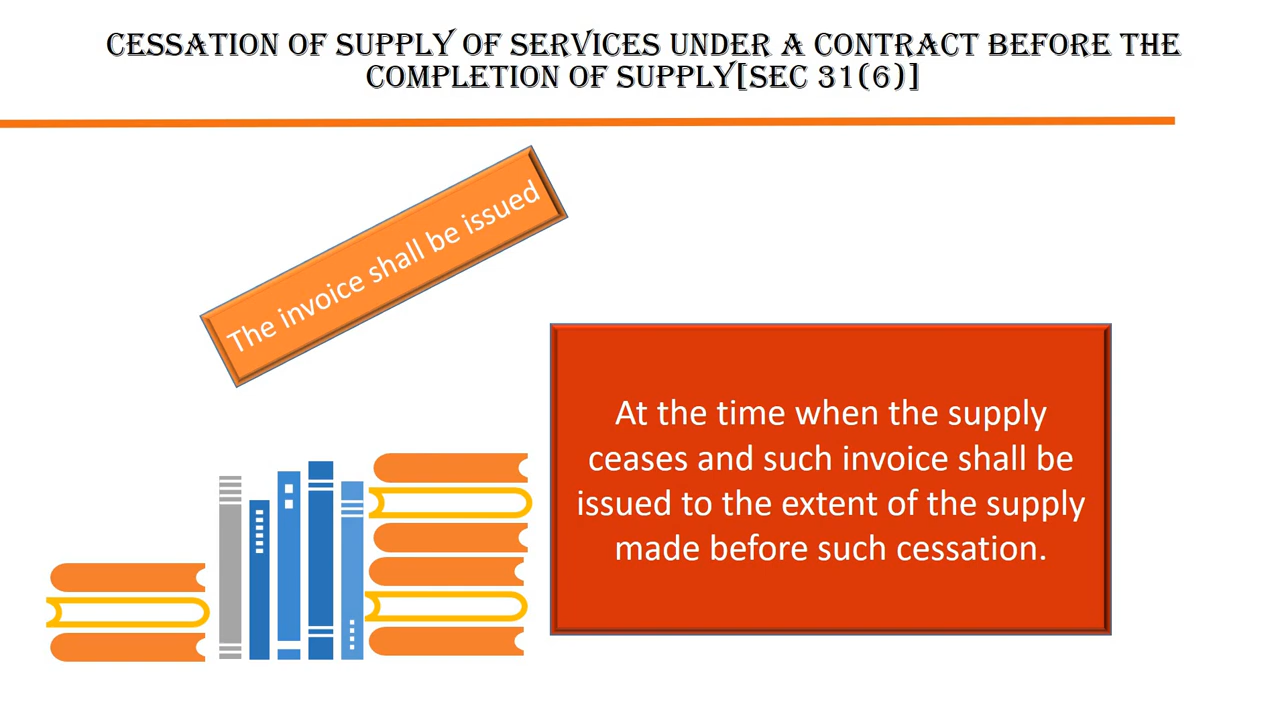 CESSATION OF SUPPLY OF SERVICES UNDER A CONTRACT BEFORE THE
COMPLETION OF SUPPLY[SEC 31(6)]
The invoice shall be issued
At the time when the supply
ceases and such invoice shall be
issued to the extent of the supply
made before such cessation.